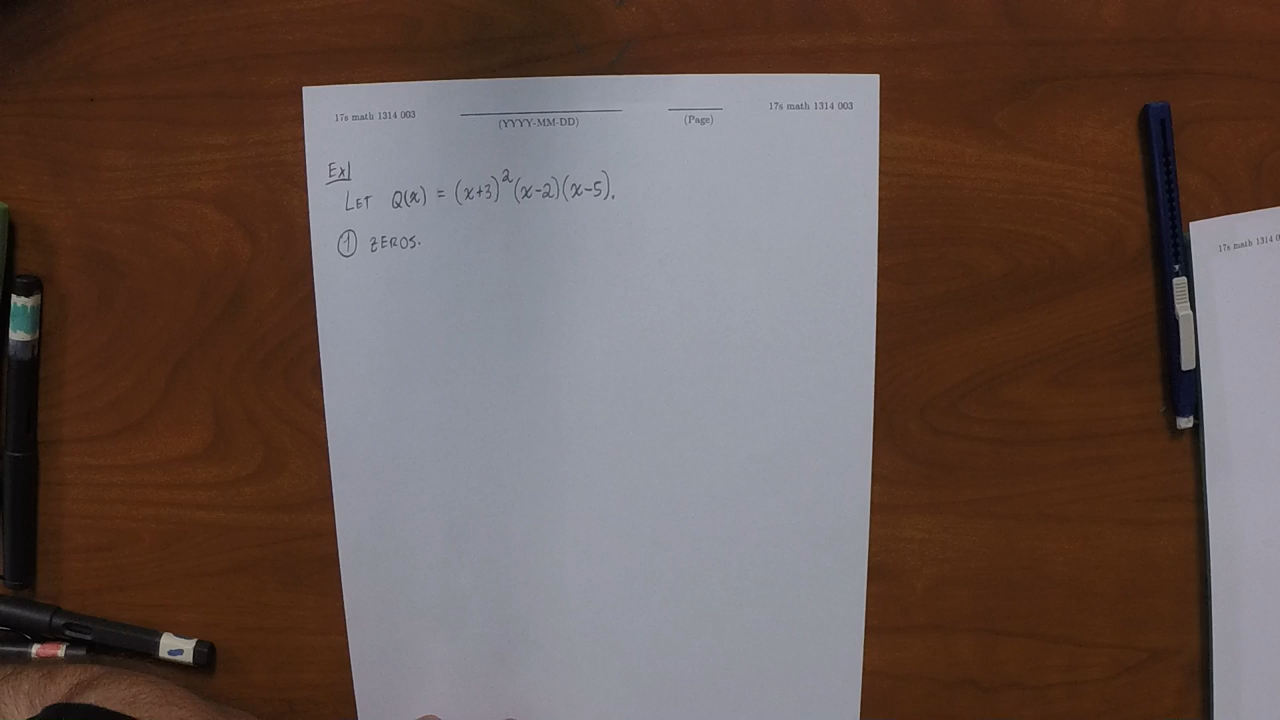 17s math 1314 003 (YYYY-MM-DD) (Page) 17s math 1314 003
Ex1
LET Q(x) = (x+3)²(x-2)(x-5).
① ZEROS.
17s math 1314 0